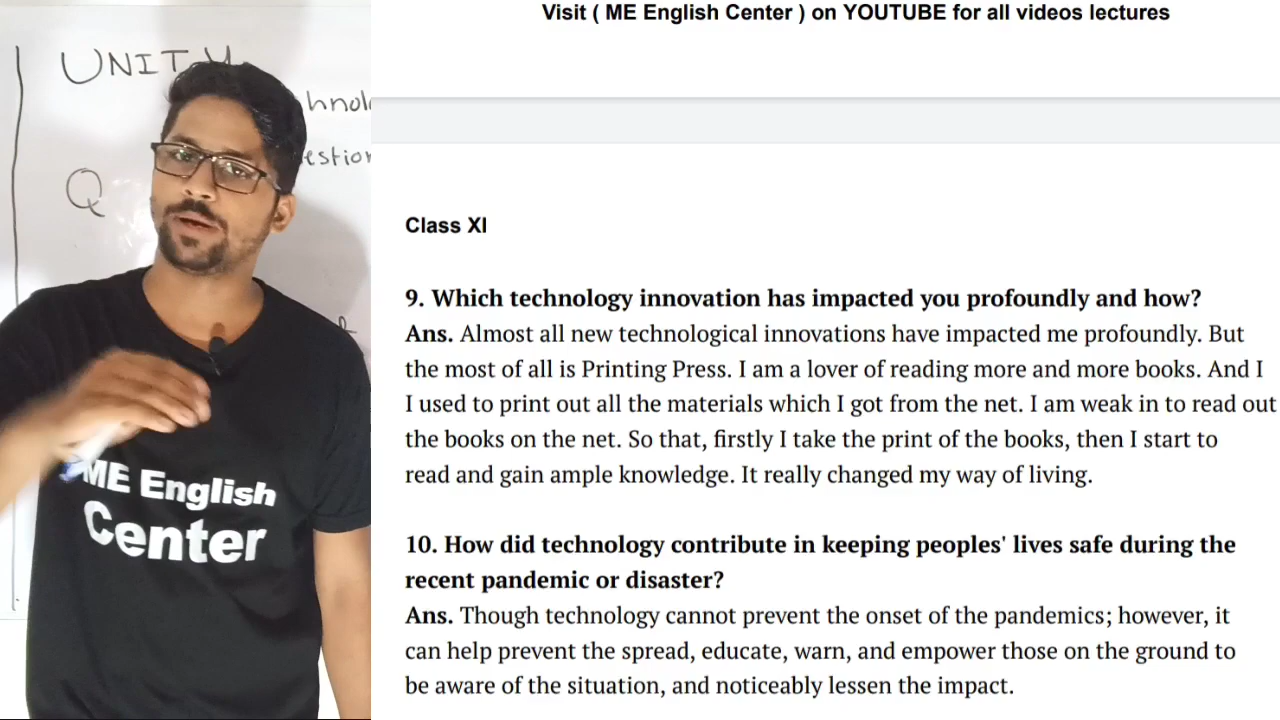 Visit ( ME English Center ) on YOUTUBE for all videos lectures
UNIT
Q
ME English
Center
Class XI
9. Which technology innovation has impacted you profoundly and how?
Ans. Almost all new technological innovations have impacted me profoundly. But
the most of all is Printing Press. I am a lover of reading more and more books. And I
I used to print out all the materials which I got from the net. I am weak in to read out
the books on the net. So that, firstly I take the print of the books, then I start to
read and gain ample knowledge. It really changed my way of living.
10. How did technology contribute in keeping peoples' lives safe during the
recent pandemic or disaster?
Ans. Though technology cannot prevent the onset of the pandemics; however, it
can help prevent the spread, educate, warn, and empower those on the ground to
be aware of the situation, and noticeably lessen the impact.